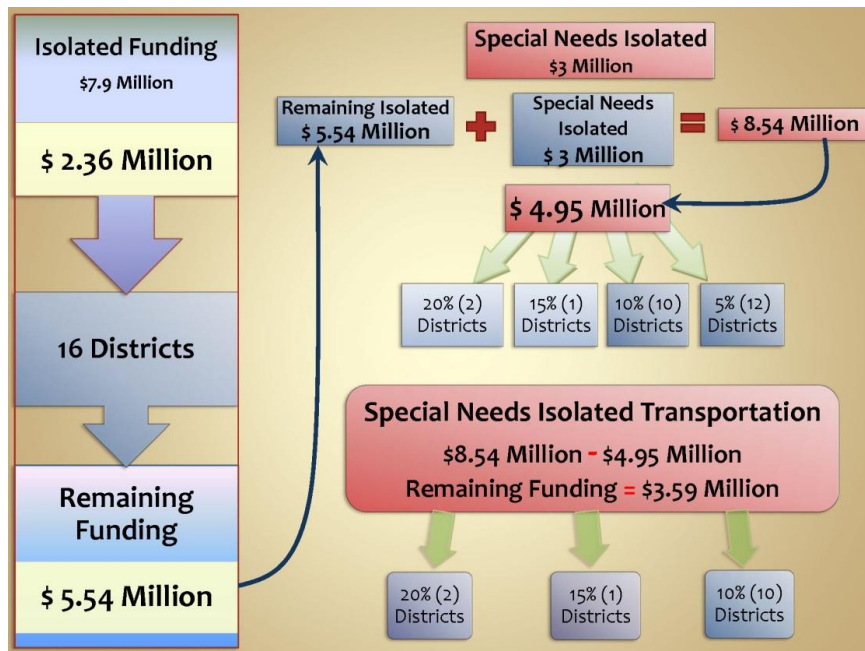 Isolated Funding
$7.9 Million
$ 2.36 Million
16 Districts
Remaining
Funding
$ 5.54 Million
Special Needs Isolated
$3 Million
Remaining Isolated
$ 5.54 Million
+
Special Needs
Isolated
$ 3 Million
=
$ 8.54 Million
$ 4.95 Million
20% (2)
Districts
15% (1)
Districts
10% (10)
Districts
5% (12)
Districts
Special Needs Isolated Transportation
$8.54 Million - $4.95 Million
Remaining Funding = $3.59 Million
20% (2)
Districts
15% (1)
Districts
10% (10)
Districts